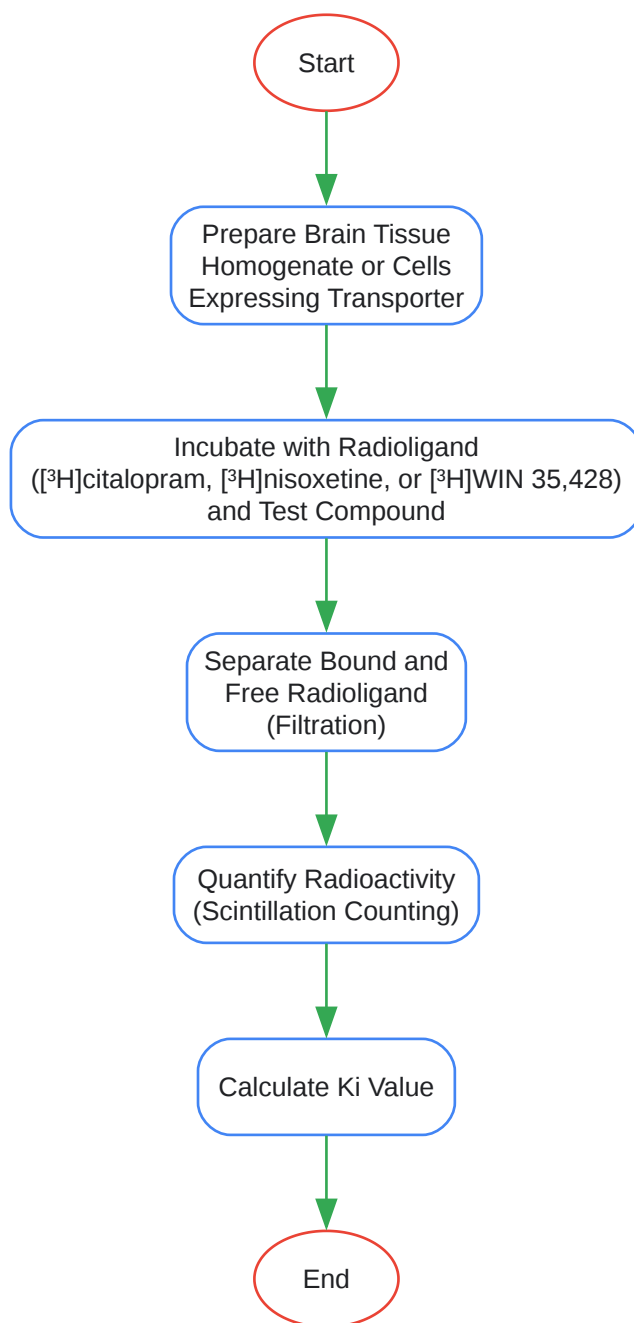 Start
Prepare Brain Tissue
Homogenate or Cells
Expressing Transporter
Incubate with Radioligand
([³H]citalopram, [³H]nisoxetine, or [³H]WIN 35,428)
and Test Compound
Separate Bound and
Free Radioligand
(Filtration)
Quantify Radioactivity
(Scintillation Counting)
Calculate Ki Value
End